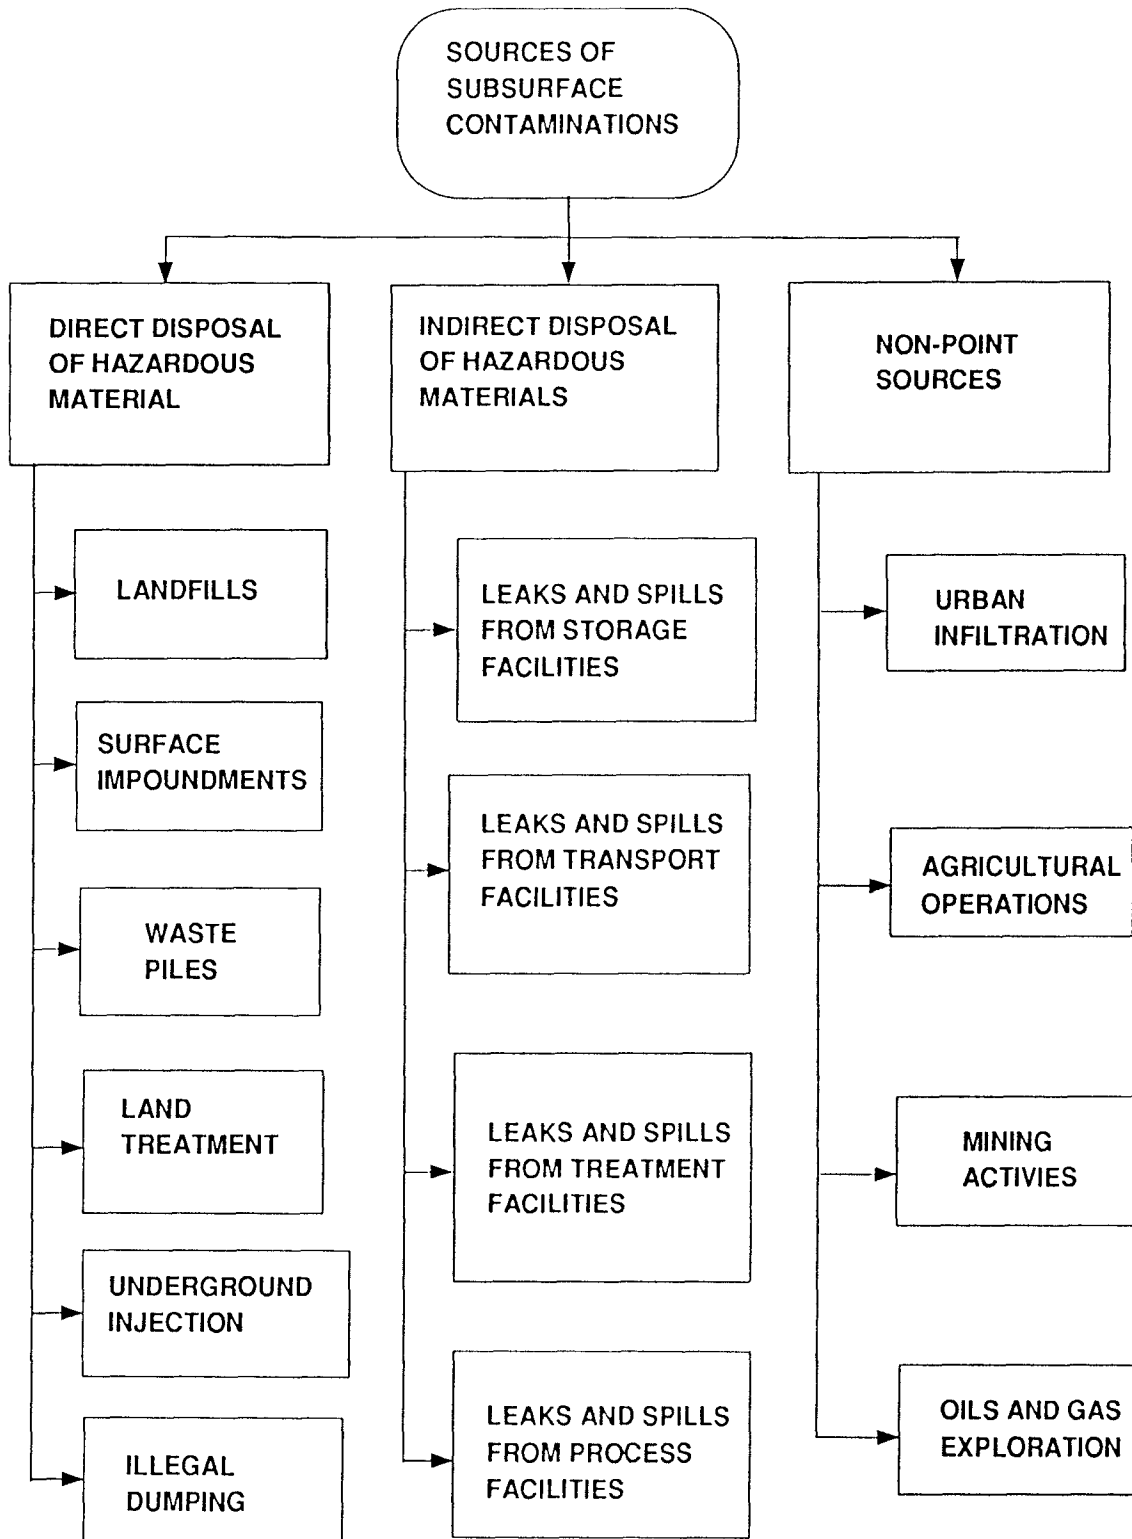 SOURCES OF
SUBSURFACE
CONTAMINATIONS
DIRECT DISPOSAL
OF HAZARDOUS
MATERIAL
LANDFILLS
SURFACE
IMPOUNDMENTS
WASTE
PILES
LAND
TREATMENT
UNDERGROUND
INJECTION
ILLEGAL
DUMPING
INDIRECT DISPOSAL
OF HAZARDOUS
MATERIALS
LEAKS AND SPILLS
FROM STORAGE
FACILITIES
LEAKS AND SPILLS
FROM TRANSPORT
FACILITIES
LEAKS AND SPILLS
FROM TREATMENT
FACILITIES
LEAKS AND SPILLS
FROM PROCESS
FACILITIES
NON-POINT
SOURCES
URBAN
INFILTRATION
AGRICULTURAL
OPERATIONS
MINING
ACTIVIES
OILS AND GAS
EXPLORATION